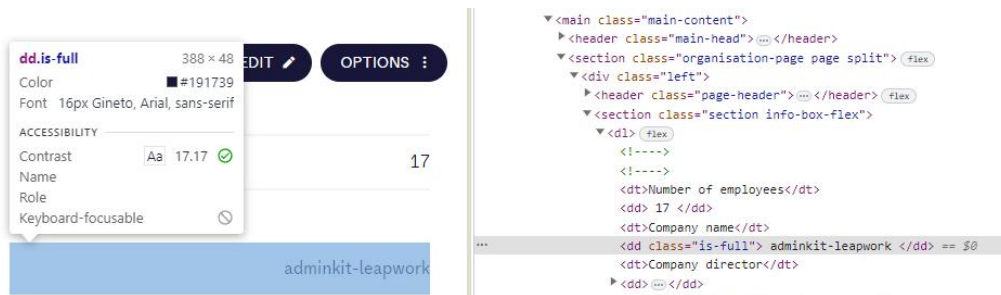 dd.is-full 388 × 48
Color #191739
Font 16px Gineto, Arial, sans-serif
ACCESSIBILITY
Contrast Aa 17.17
Name
Role
Keyboard-focusable
EDIT
OPTIONS
17
adminkit-leapwork
<main class="main-content">
<header class="main-head"> … </header>
<section class="organisation-page page split"> flex
<div class="left">
<header class="page-header"> … </header> flex
<section class="section info-box-flex">
<dl> flex
<!---->
<!---->
<dt>Number of employees</dt>
<dd> 17 </dd>
<dt>Company name</dt>
… <dd class="is-full"> adminkit-leapwork </dd> == $0
<dt>Company director</dt>
<dd> … </dd>